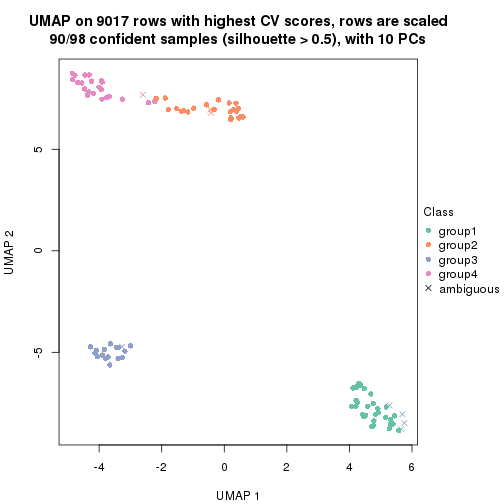 UMAP on 9017 rows with highest CV scores, rows are scaled
90/98 confident samples (silhouette > 0.5), with 10 PCs
5
0
-5
UMAP 2
-4
-2
0
2
4
6
UMAP 1
Class
group1
group2
group3
group4
ambiguous